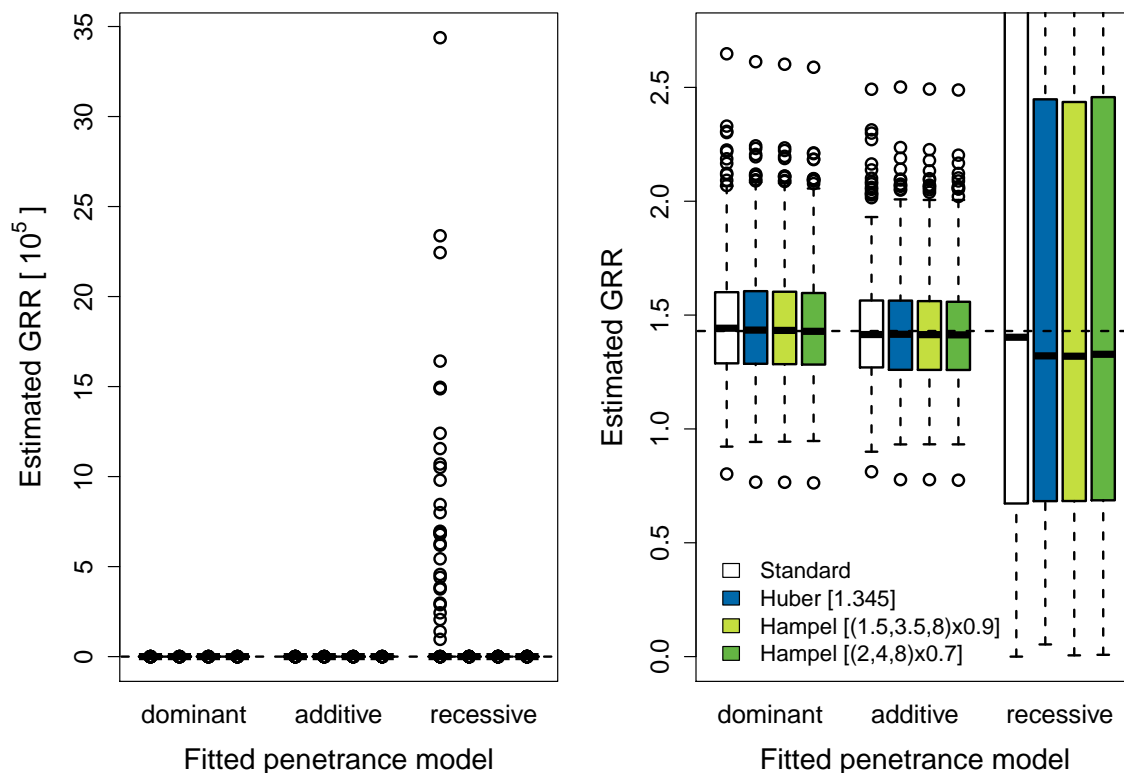 Estimated GRR [ 10^5 ]
35
30
25
20
15
10
5
0
dominant additive recessive
Fitted penetrance model
Estimated GRR
2.5
2.0
1.5
1.0
0.5
0.0
Standard
Huber [1.345]
Hampel [(1.5,3.5,8)x0.9]
Hampel [(2,4,8)x0.7]
dominant additive recessive
Fitted penetrance model